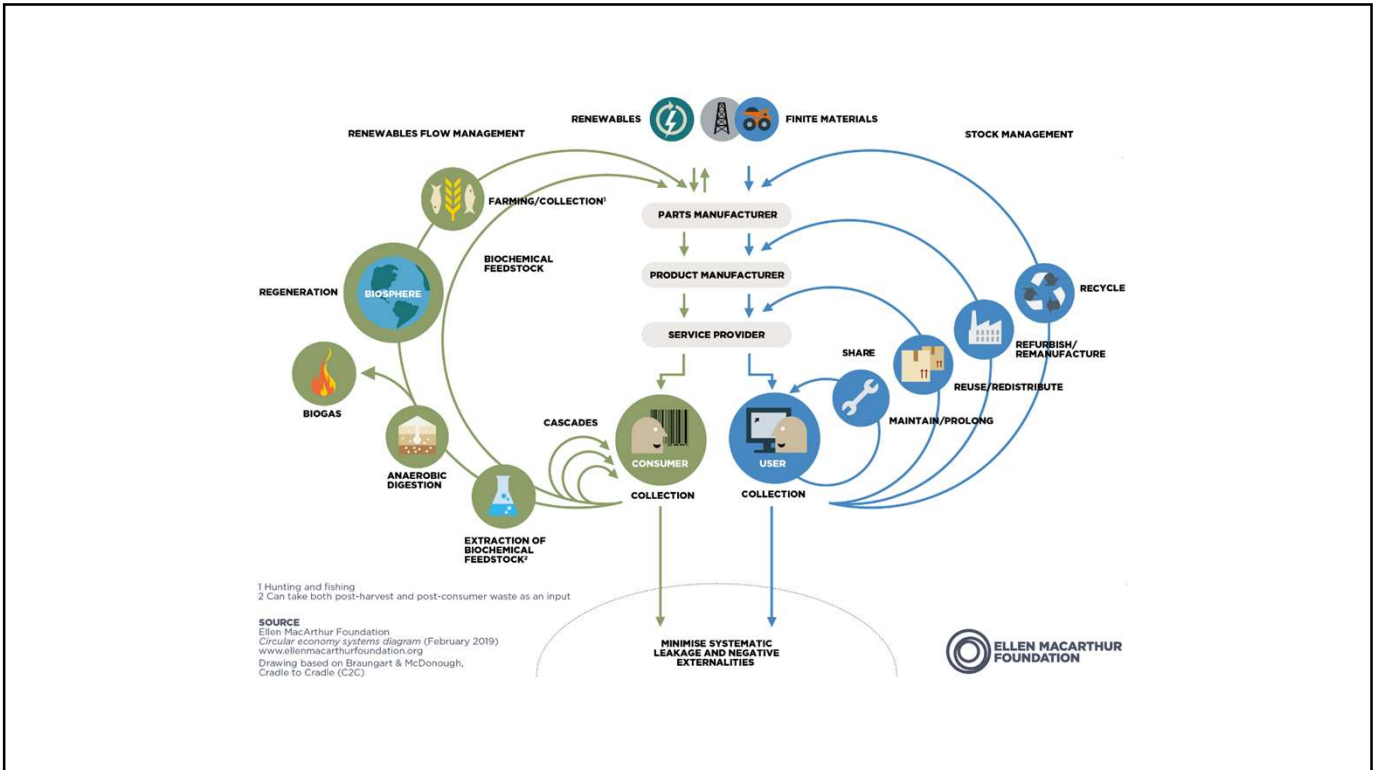 RENEWABLES
FINITE MATERIALS
RENEWABLES FLOW MANAGEMENT
STOCK MANAGEMENT
FARMING/COLLECTION¹
PARTS MANUFACTURER
BIOCHEMICAL
FEEDSTOCK
PRODUCT MANUFACTURER
REGENERATION
BIOSPHERE
RECYCLE
SERVICE PROVIDER
REFURBISH/
REMANUFACTURE
SHARE
REUSE/REDISTRIBUTE
BIOGAS
CASCADES
MAINTAIN/PROLONG
CONSUMER
USER
ANAEROBIC
DIGESTION
COLLECTION
COLLECTION
EXTRACTION OF
BIOCHEMICAL
FEEDSTOCK²
1 Hunting and fishing
2 Can take both post-harvest and post-consumer waste as an input
SOURCE
Ellen MacArthur Foundation
Circular economy systems diagram (February 2019)
www.ellenmacarthurfoundation.org
Drawing based on Braungart & McDonough,
Cradle to Cradle (C2C)
MINIMISE SYSTEMATIC
LEAKAGE AND NEGATIVE
EXTERNALITIES
ELLEN MACARTHUR
FOUNDATION